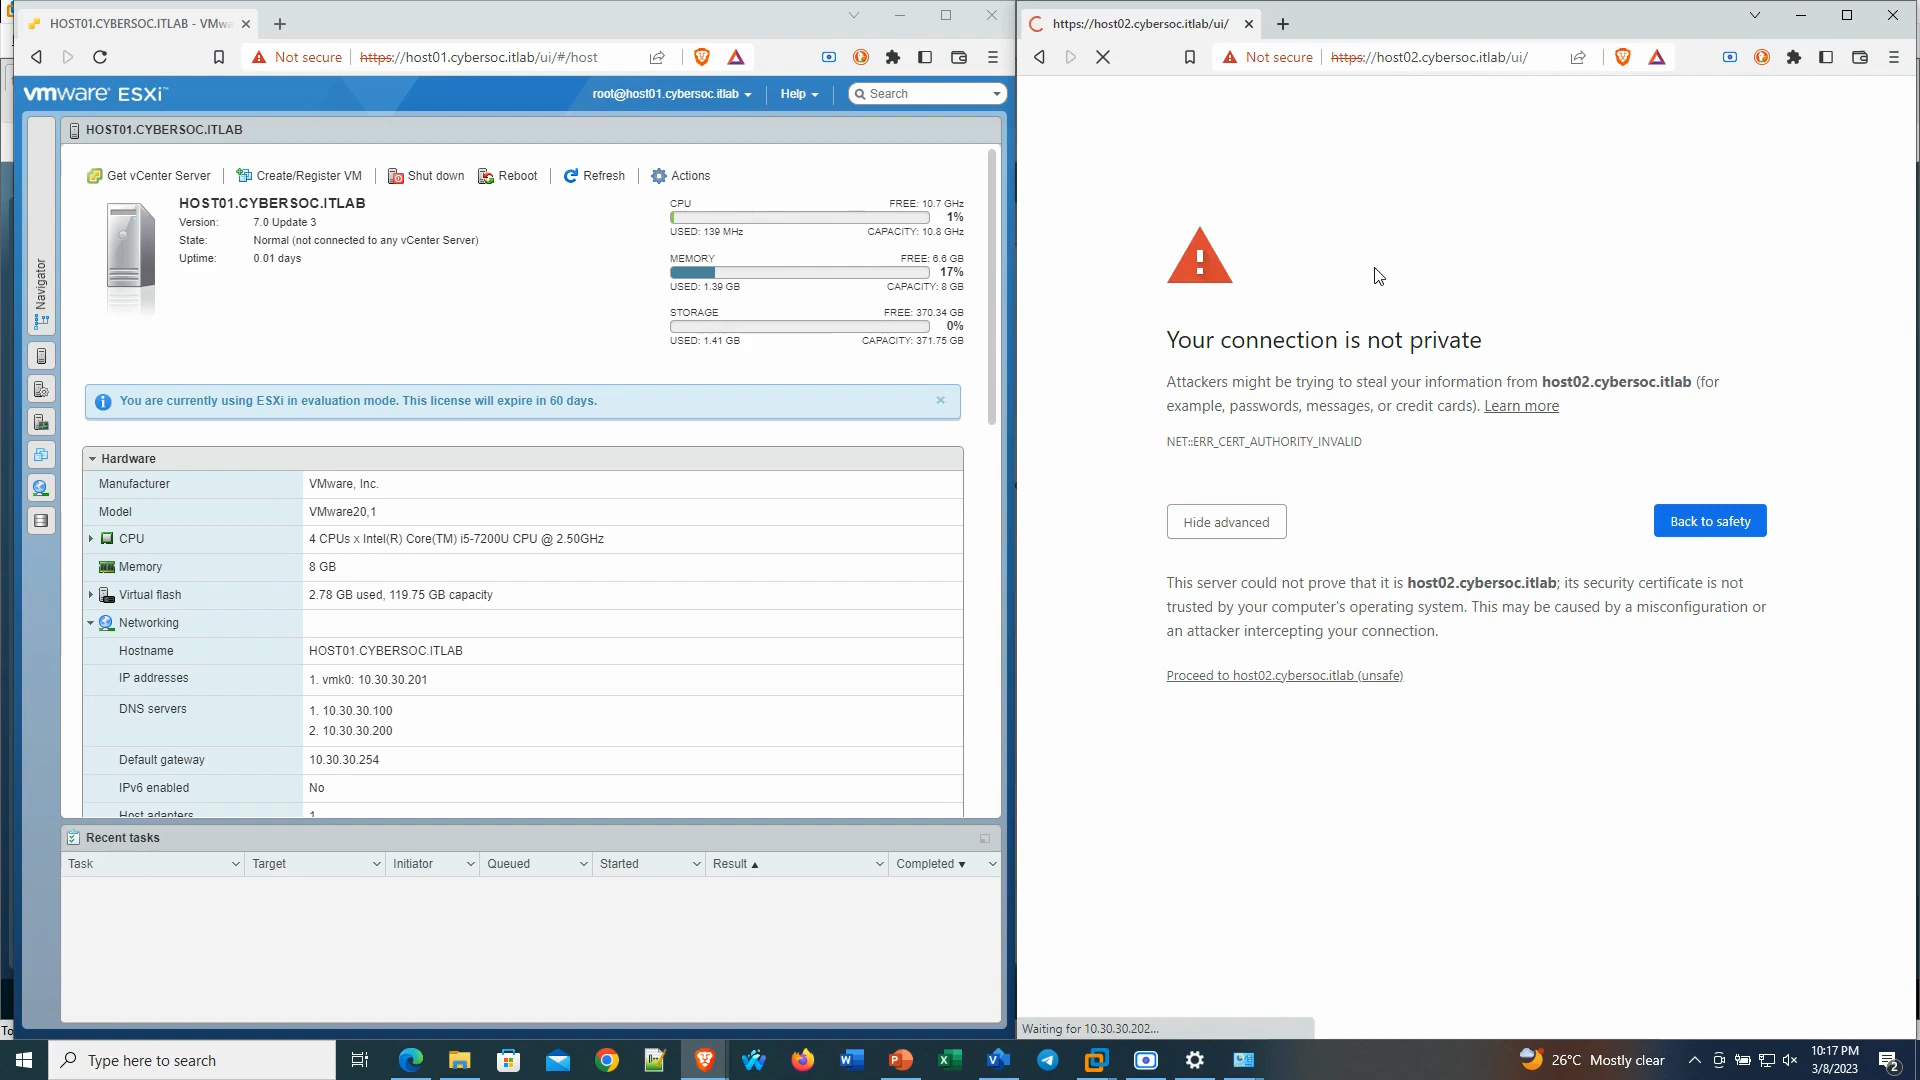 HOST01.CYBERSOC.ITLAB - VMwa
Not secure
https://host01.cybersoc.itlab/ui/#/host
vmware ESXi
root@host01.cybersoc.itlab
Help
Search
Navigator
HOST01.CYBERSOC.ITLAB
Get vCenter Server
Create/Register VM
Shut down
Reboot
Refresh
Actions
HOST01.CYBERSOC.ITLAB
Version: 7.0 Update 3
State: Normal (not connected to any vCenter Server)
Uptime: 0.01 days
CPU FREE: 10.7 GHz
1%
USED: 139 MHz CAPACITY: 10.8 GHz
MEMORY FREE: 6.6 GB
17%
USED: 1.39 GB CAPACITY: 8 GB
STORAGE FREE: 370.34 GB
0%
USED: 1.41 GB CAPACITY: 371.75 GB
You are currently using ESXi in evaluation mode. This license will expire in 60 days.
Hardware
Manufacturer VMware, Inc.
Model VMware20,1
CPU 4 CPUs x Intel(R) Core(TM) i5-7200U CPU @ 2.50GHz
Memory 8 GB
Virtual flash 2.78 GB used, 119.75 GB capacity
Networking
Hostname HOST01.CYBERSOC.ITLAB
IP addresses 1. vmk0: 10.30.30.201
DNS servers 1. 10.30.30.100
2. 10.30.30.200
Default gateway 10.30.30.254
IPv6 enabled No
Host adapters 1
Recent tasks
Task Target Initiator Queued Started Result Completed
https://host02.cybersoc.itlab/ui/
Not secure
https://host02.cybersoc.itlab/ui/
Your connection is not private
Attackers might be trying to steal your information from host02.cybersoc.itlab (for
example, passwords, messages, or credit cards). Learn more
NET::ERR_CERT_AUTHORITY_INVALID
Hide advanced
Back to safety
This server could not prove that it is host02.cybersoc.itlab; its security certificate is not
trusted by your computer's operating system. This may be caused by a misconfiguration or
an attacker intercepting your connection.
Proceed to host02.cybersoc.itlab (unsafe)
Waiting for 10.30.30.202...
To
Type here to search
26°C Mostly clear
10:17 PM
3/8/2023
2